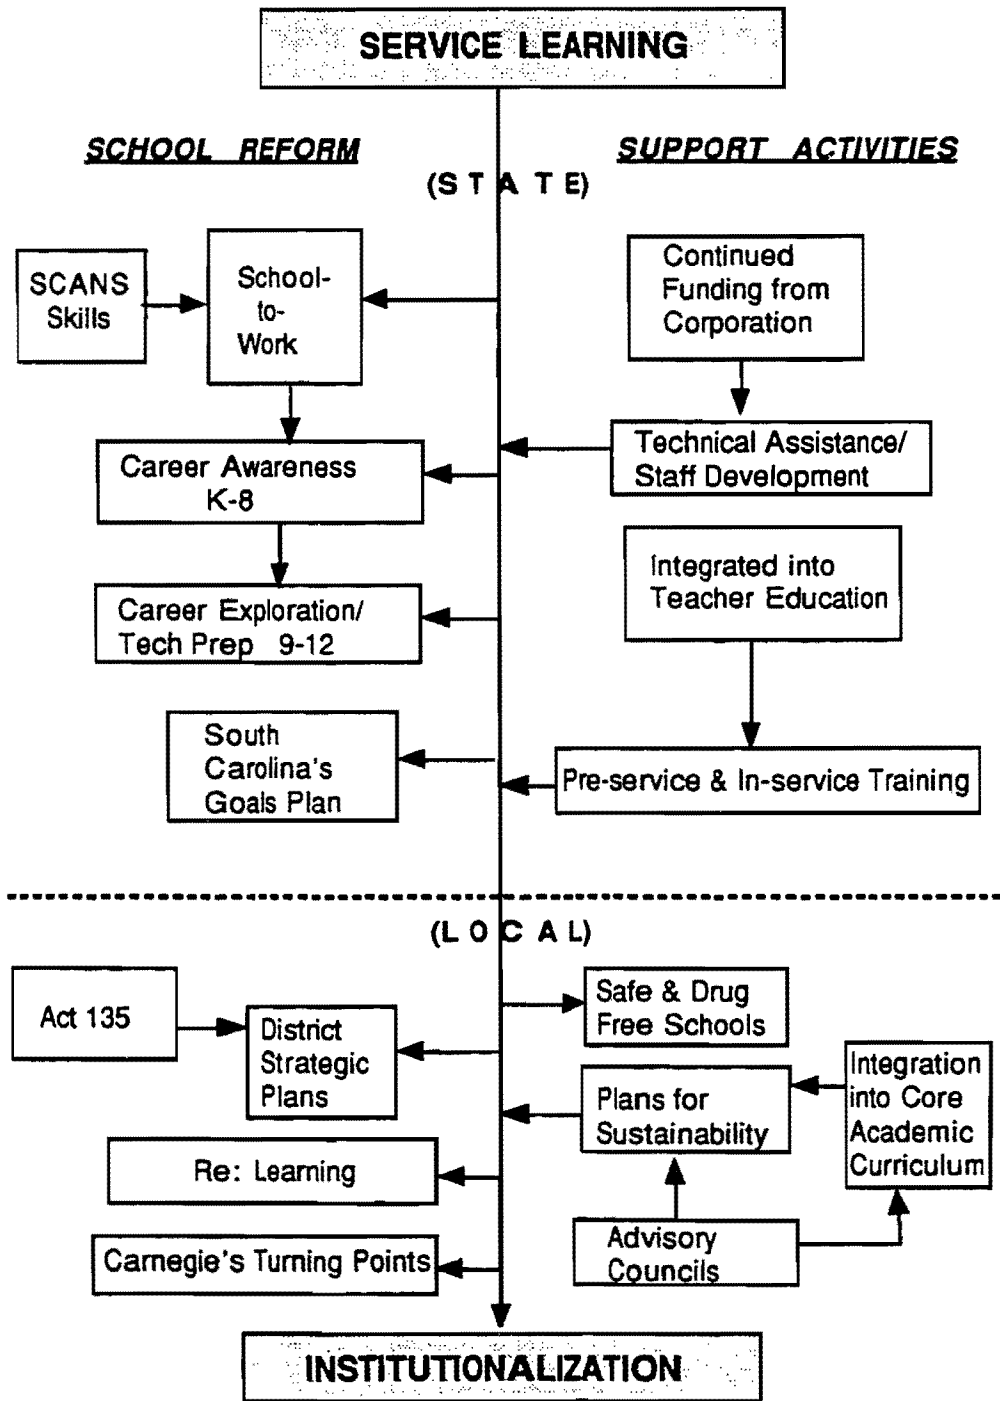 SERVICE LEARNING
SCHOOL REFORM
SUPPORT ACTIVITIES
(STATE)
SCANS
Skills
School-
to-
Work
Continued
Funding from
Corporation
Career Awareness
K-8
Technical Assistance/
Staff Development
Career Exploration/
Tech Prep 9-12
Integrated into
Teacher Education
South
Carolina's
Goals Plan
Pre-service & In-service Training
(LOCAL)
Act 135
District
Strategic
Plans
Safe & Drug
Free Schools
Plans for
Sustainability
Integration
into Core
Academic
Curriculum
Re: Learning
Carnegie's Turning Points
Advisory
Councils
INSTITUTIONALIZATION